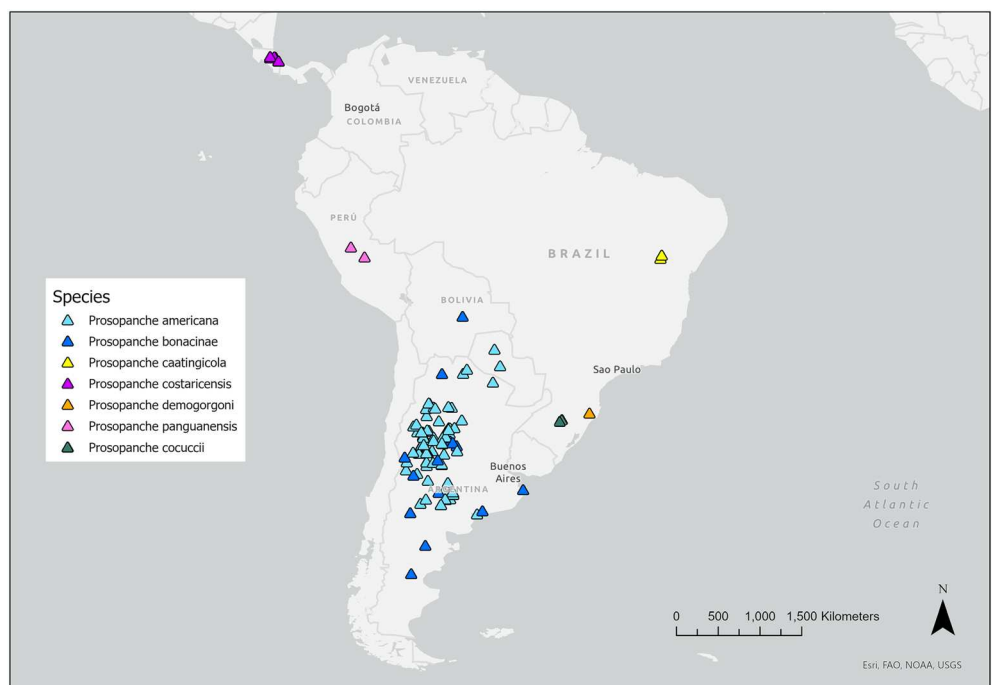 VENEZUELA
Bogotá
COLOMBIA
PERÚ
BRAZIL
BOLIVIA
Species
Prosopanche americana
Prosopanche bonacinae
Prosopanche caatingicola
Prosopanche costaricensis
Prosopanche demogorgoni
Prosopanche panguanensis
Prosopanche cocuccii
Sao Paulo
Buenos
Aires
ARGENTINA
South
Atlantic
Ocean
N
0 500 1,000 1,500 Kilometers
Esri, FAO, NOAA, USGS